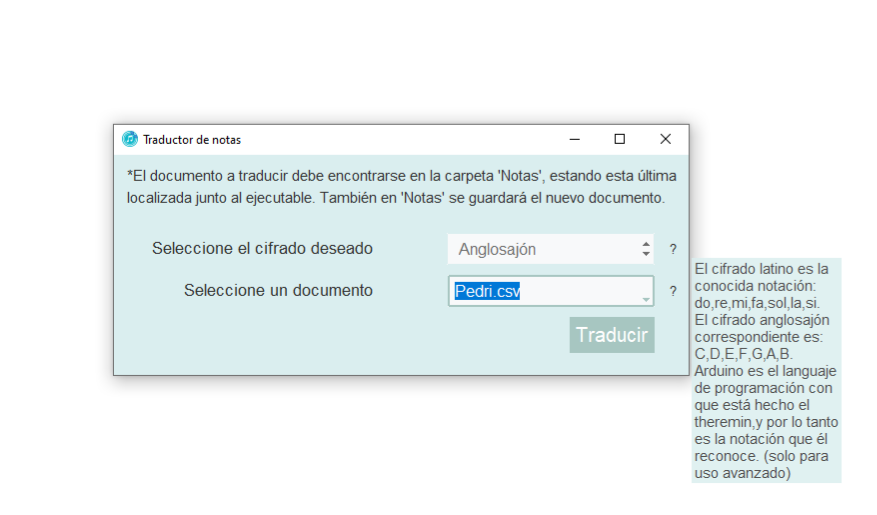 Traductor de notas
*El documento a traducir debe encontrarse en la carpeta 'Notas', estando esta última
localizada junto al ejecutable. También en 'Notas' se guardará el nuevo documento.
Seleccione el cifrado deseado
Anglosajón
?
Seleccione un documento
Pedri.csv
?
Traducir
El cifrado latino es la
conocida notación:
do,re,mi,fa,sol,la,si.
El cifrado anglosajón
correspondiente es:
C,D,E,F,G,A,B.
Arduino es el languaje
de programación con
que está hecho el
theremin,y por lo tanto
es la notación que él
reconoce. (solo para
uso avanzado)